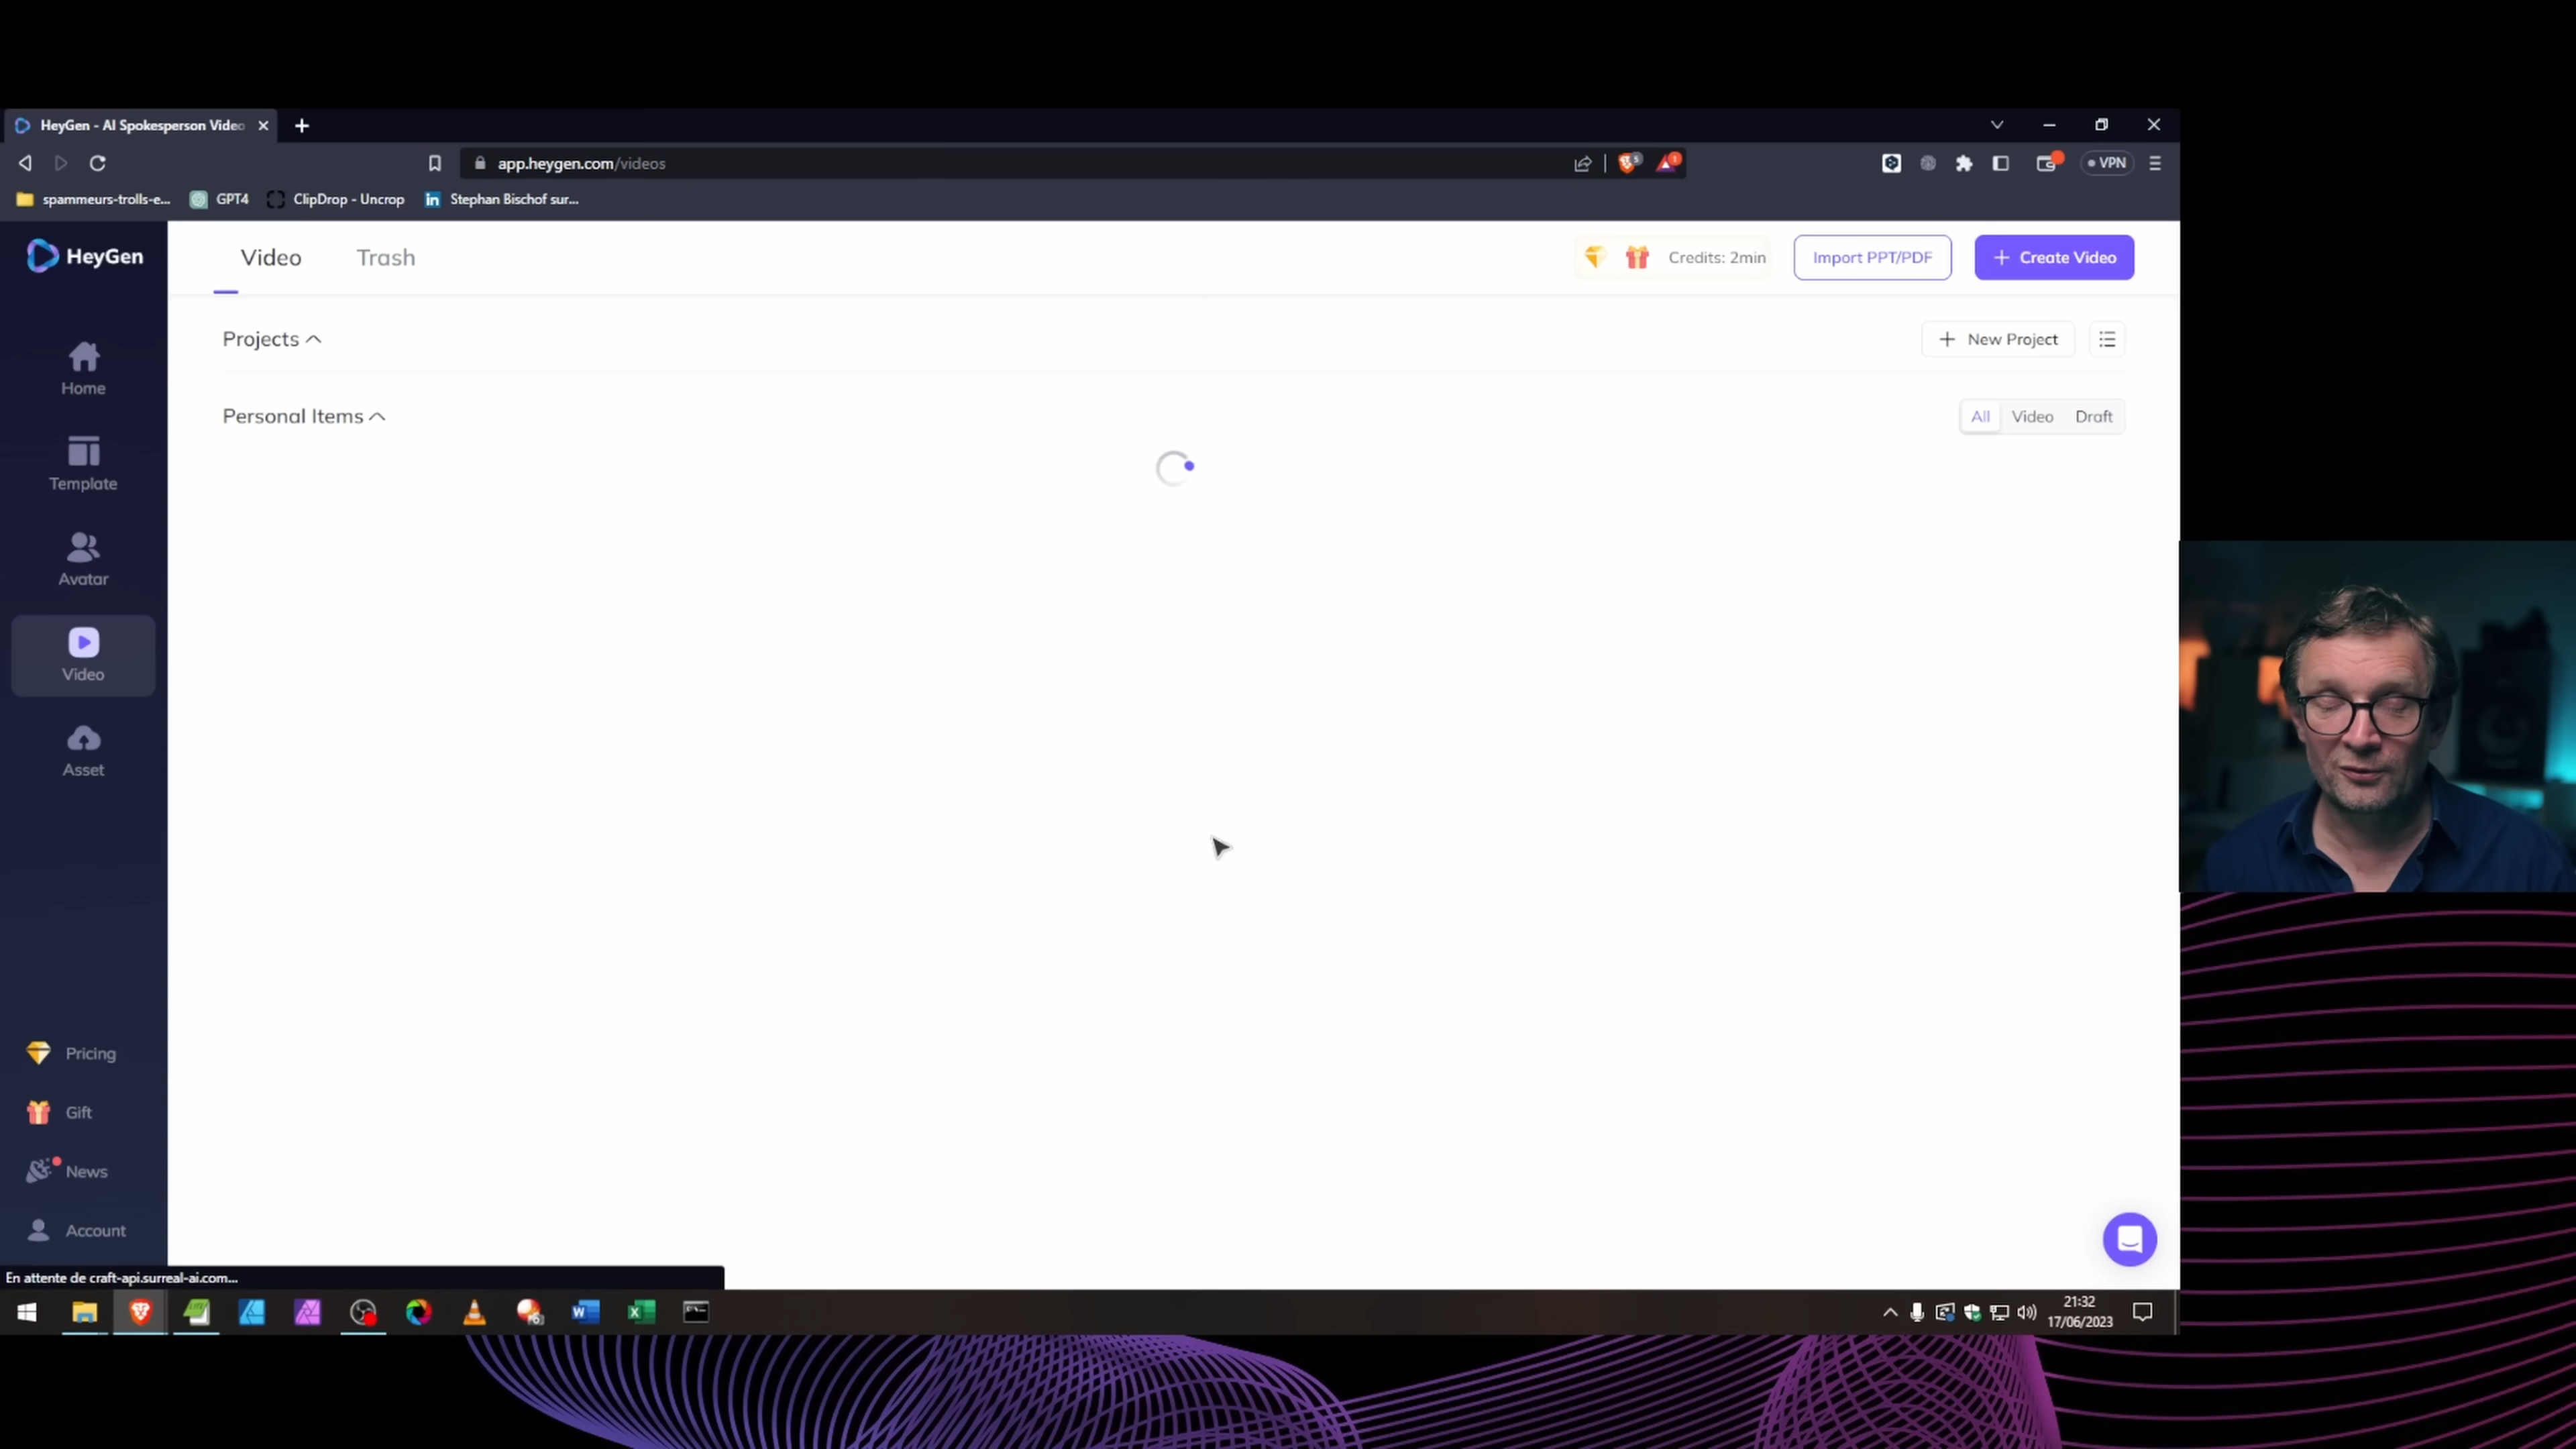 HeyGen - AI Spokesperson Video
app.heygen.com/videos
VPN
spammeurs-trolls-e... GPT4 ClipDrop - Uncrop in Stephan Bischof sur...
HeyGen
Video Trash
Credits: 2min Import PPT/PDF + Create Video
Projects
+ New Project
Personal Items
All Video Draft
Home
Template
Avatar
Video
Asset
Pricing
Gift
News
Account
En attente de craft-api.surreal-ai.com...
21:32
17/06/2023